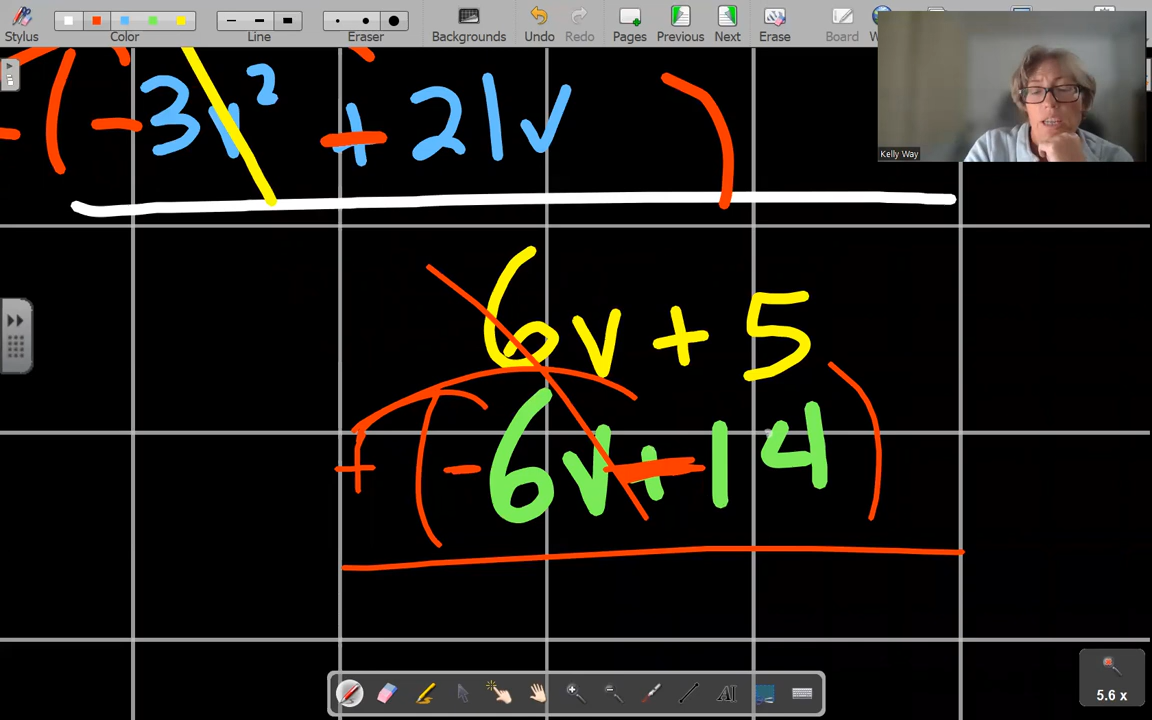 Stylus Color Line Eraser Backgrounds Undo Redo Pages Previous Next Erase Board
Kelly Way
-(-3v² + 21v)
6v + 5
+(-6v - 14)
AI
5.6 x